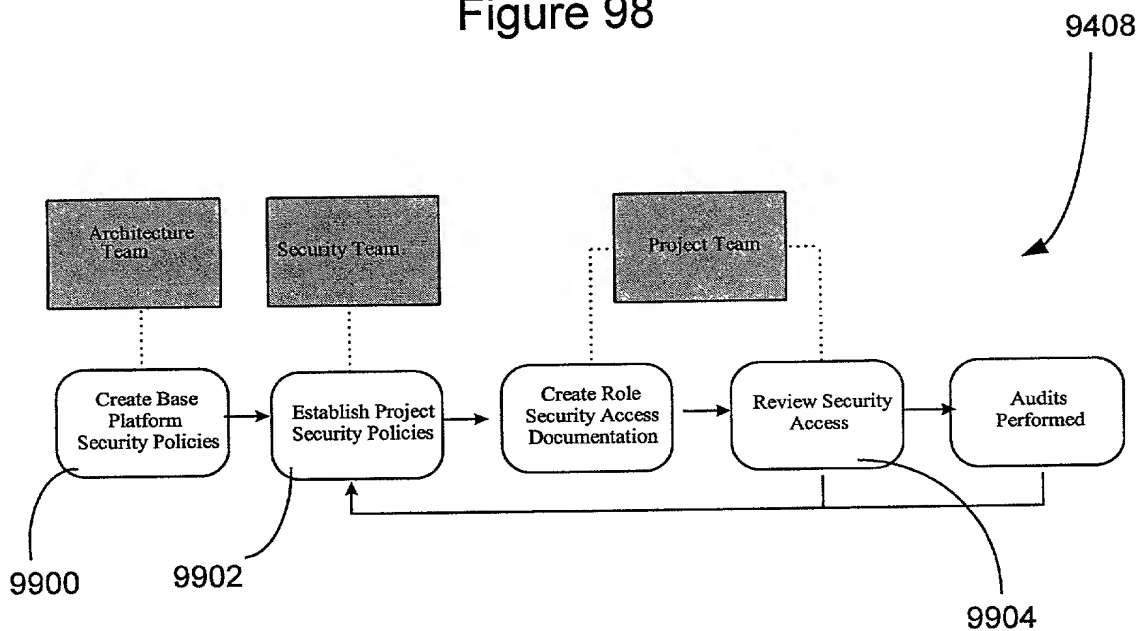 Figure 98
9408
Architecture
Team
Security Team
Project Team
Create Base
Platform
Security Policies
Establish Project
Security Policies
Create Role
Security Access
Documentation
Review Security
Access
Audits
Performed
9900
9902
9904